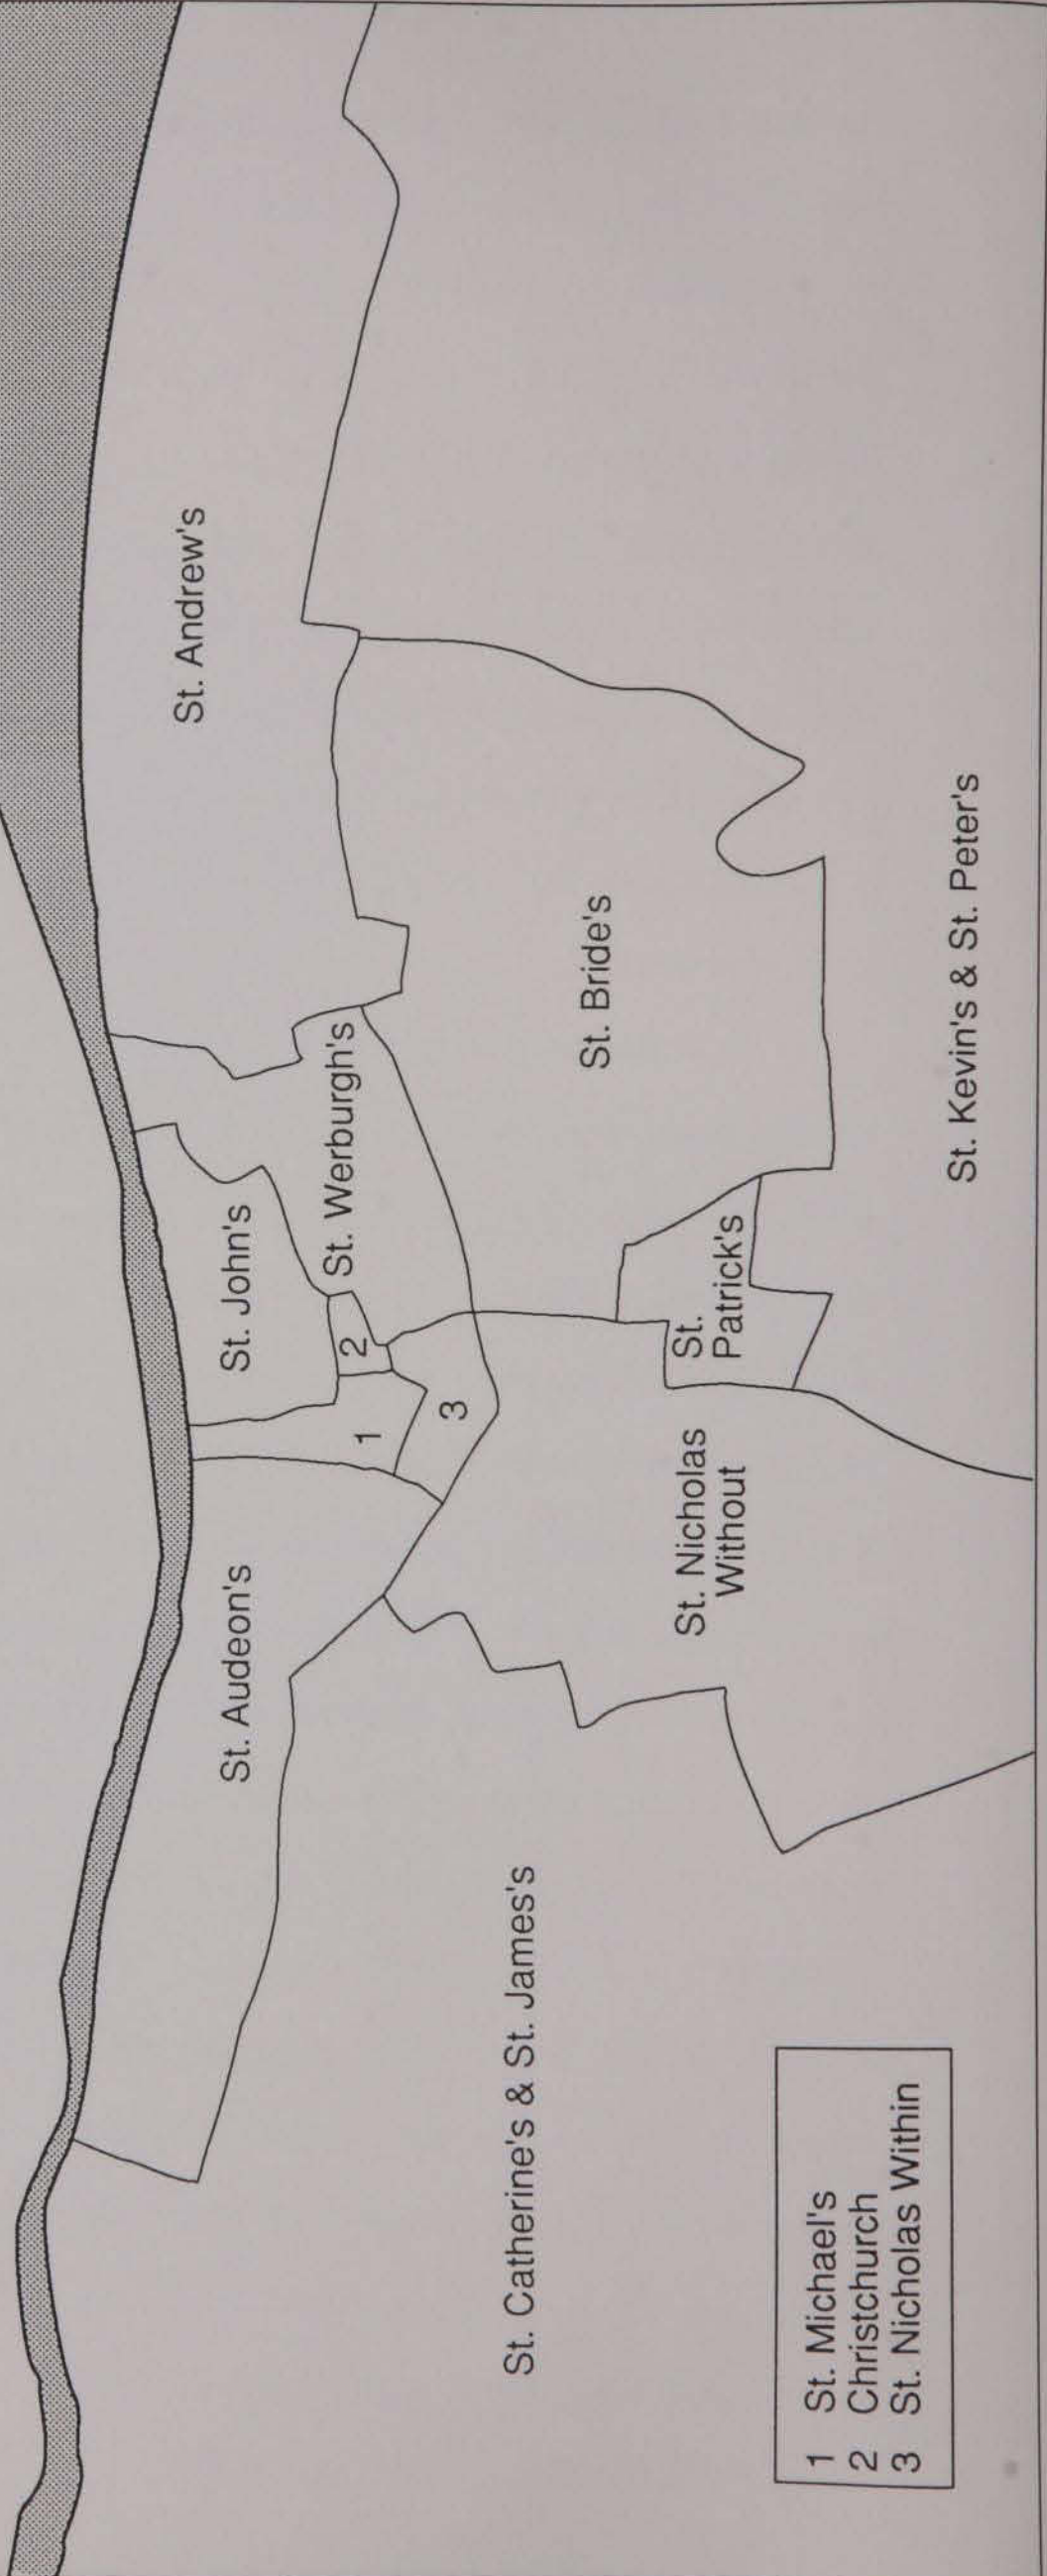 St. Andrew's
St. John's
St. Werburgh's
2
1
3
St. Audeon's
St. Bride's
St.
Patrick's
St. Nicholas
Without
St. Kevin's & St. Peter's
St. Catherine's & St. James's
1 St. Michael's
2 Christchurch
3 St. Nicholas Within